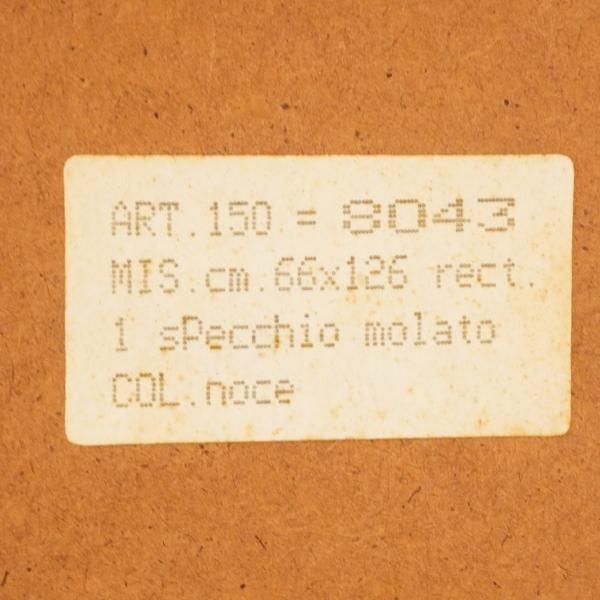 ART.150 = 8043
MIS.cm.66x126 rect.
1 sPecchio molato
COL.noce